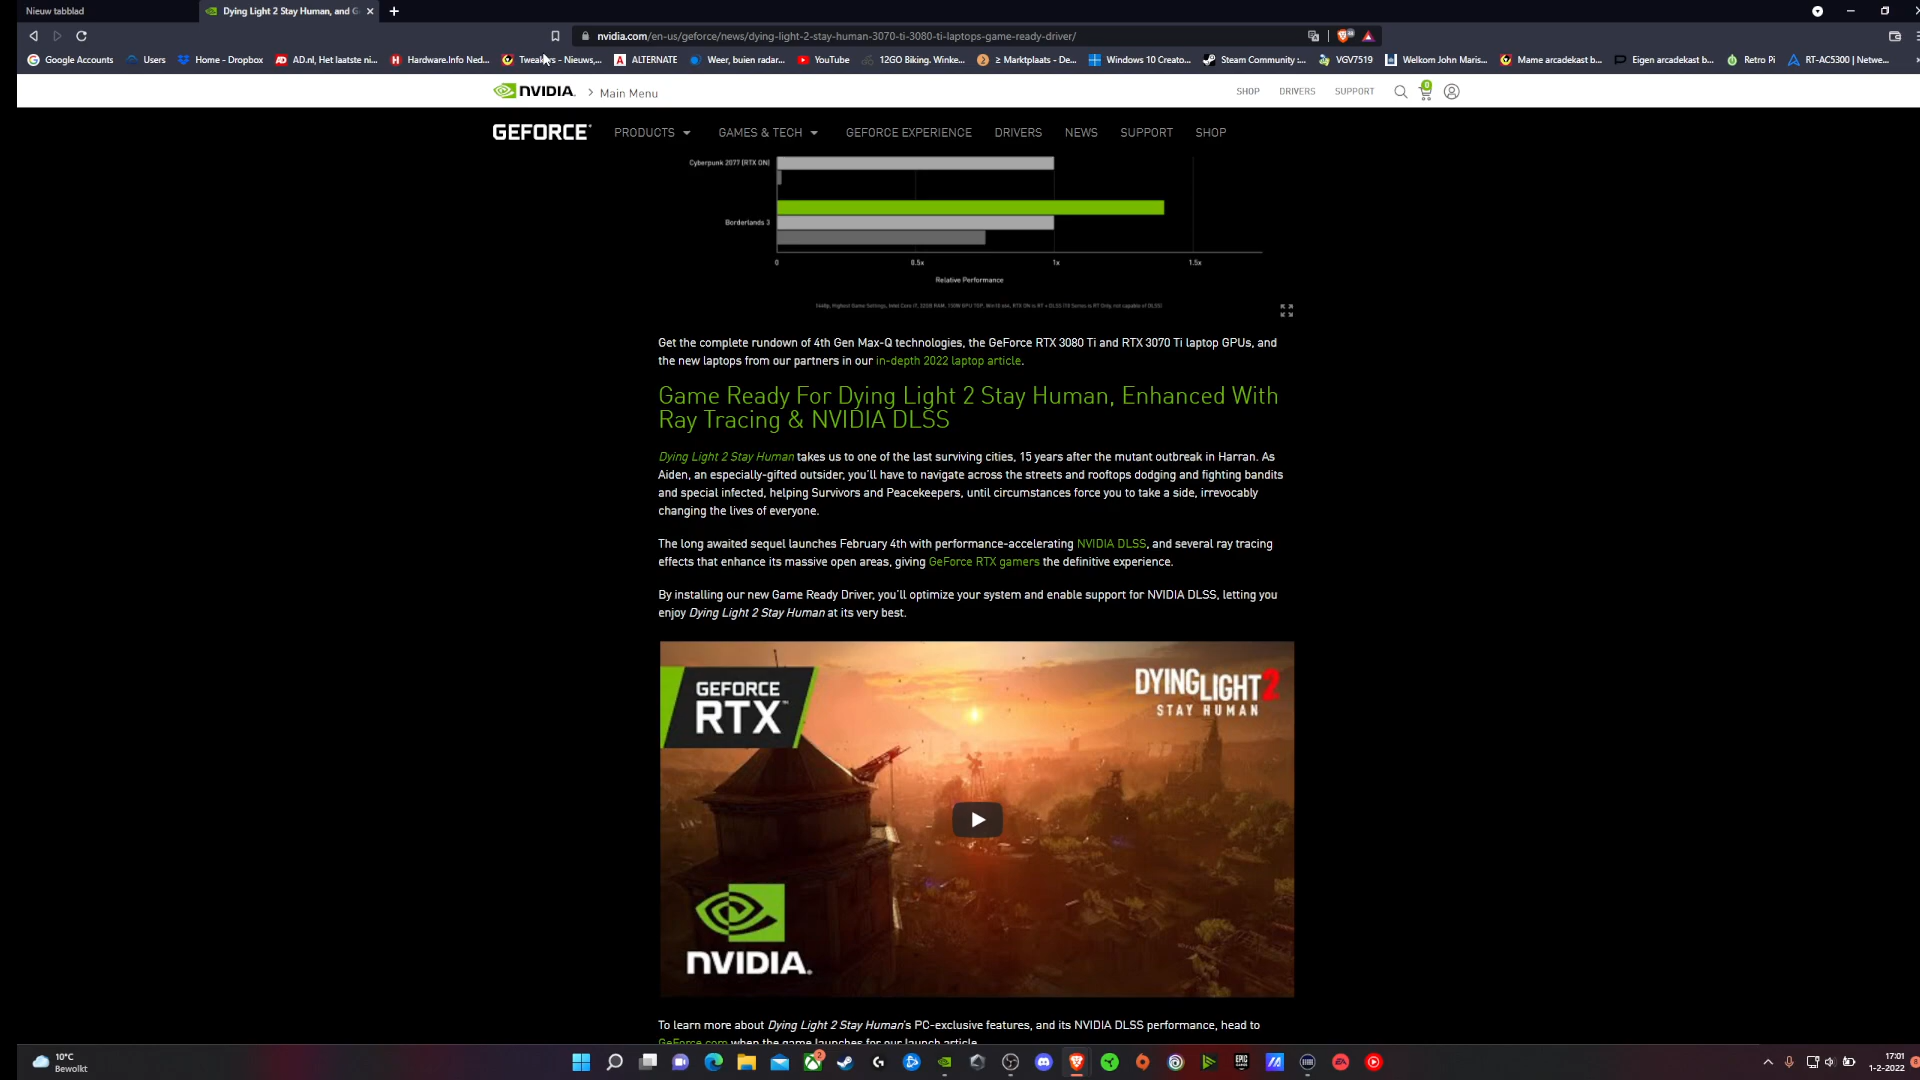 Nieuw tabblad
Dying Light 2 Stay Human, and G
nvidia.com/en-us/geforce/news/dying-light-2-stay-human-3070-ti-3080-ti-laptops-game-ready-driver/
Google Accounts
Users
Home - Dropbox
AD.nl, Het laatste ni...
Hardware.Info Ned...
Tweakers - Nieuws,...
ALTERNATE
Weer, buien radar...
YouTube
12GO Biking. Winke...
≥ Marktplaats - De...
Windows 10 Creato...
Steam Community :...
VGV7519
Welkom John Maris...
Mame arcadekast b...
Eigen arcadekast b...
Retro Pi
RT-AC5300 | Netwe...
NVIDIA.
Main Menu
SHOP
DRIVERS
SUPPORT
0
GEFORCE
PRODUCTS
GAMES & TECH
GEFORCE EXPERIENCE
DRIVERS
NEWS
SUPPORT
SHOP
Cyberpunk 2077 (RTX ON)
Borderlands 3
0
0.5x
1x
1.5x
Relative Performance
Get the complete rundown of 4th Gen Max-Q technologies, the GeForce RTX 3080 Ti and RTX 3070 Ti laptop GPUs, and
the new laptops from our partners in our in-depth 2022 laptop article.
Game Ready For Dying Light 2 Stay Human, Enhanced With
Ray Tracing & NVIDIA DLSS
Dying Light 2 Stay Human takes us to one of the last surviving cities, 15 years after the mutant outbreak in Harran. As
Aiden, an especially-gifted outsider, you'll have to navigate across the streets and rooftops dodging and fighting bandits
and special infected, helping Survivors and Peacekeepers, until circumstances force you to take a side, irrevocably
changing the lives of everyone.
The long awaited sequel launches February 4th with performance-accelerating NVIDIA DLSS, and several ray tracing
effects that enhance its massive open areas, giving GeForce RTX gamers the definitive experience.
By installing our new Game Ready Driver, you'll optimize your system and enable support for NVIDIA DLSS, letting you
enjoy Dying Light 2 Stay Human at its very best.
GEFORCE
RTX™
DYING LIGHT 2
STAY HUMAN
NVIDIA.
To learn more about Dying Light 2 Stay Human's PC-exclusive features, and its NVIDIA DLSS performance, head to
GeForce.com when the game launches for our launch article.
10°C
Bewolkt
2
EPIC
EA
17:01
1-2-2022